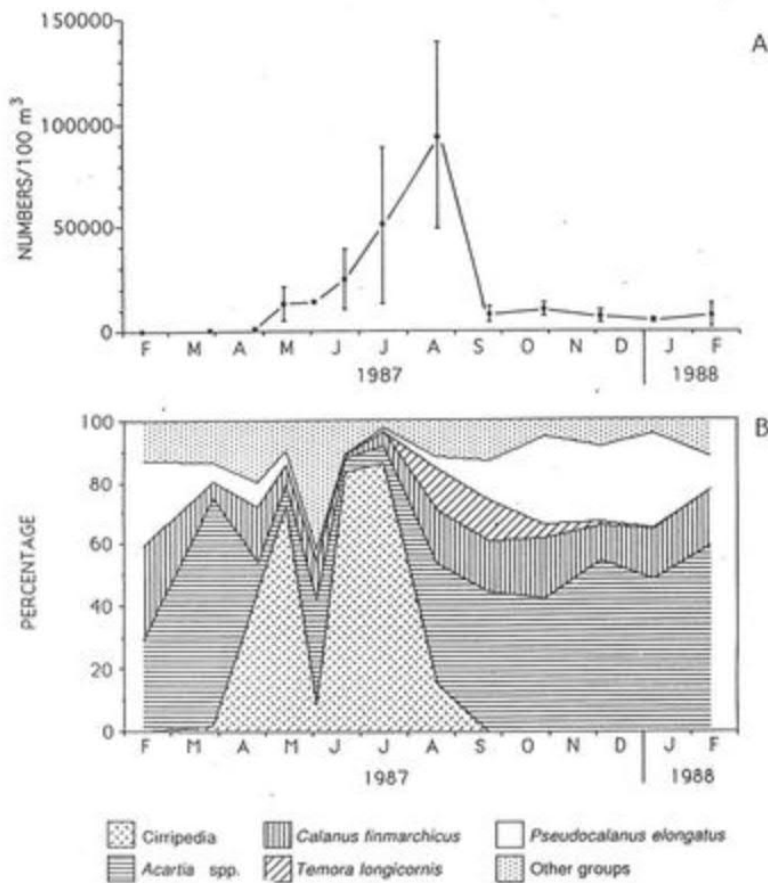 A
NUMBERS/100 m³
150000
100000
50000
0
F M A M J J A S O N D J F
1987 1988
B
PERCENTAGE
100
80
60
40
20
0
F M A M J J A S O N D J F
1987 1988
Cirripedia Calanus finmarchicus Pseudocalanus elongatus
Acartia spp. Temora longicornis Other groups